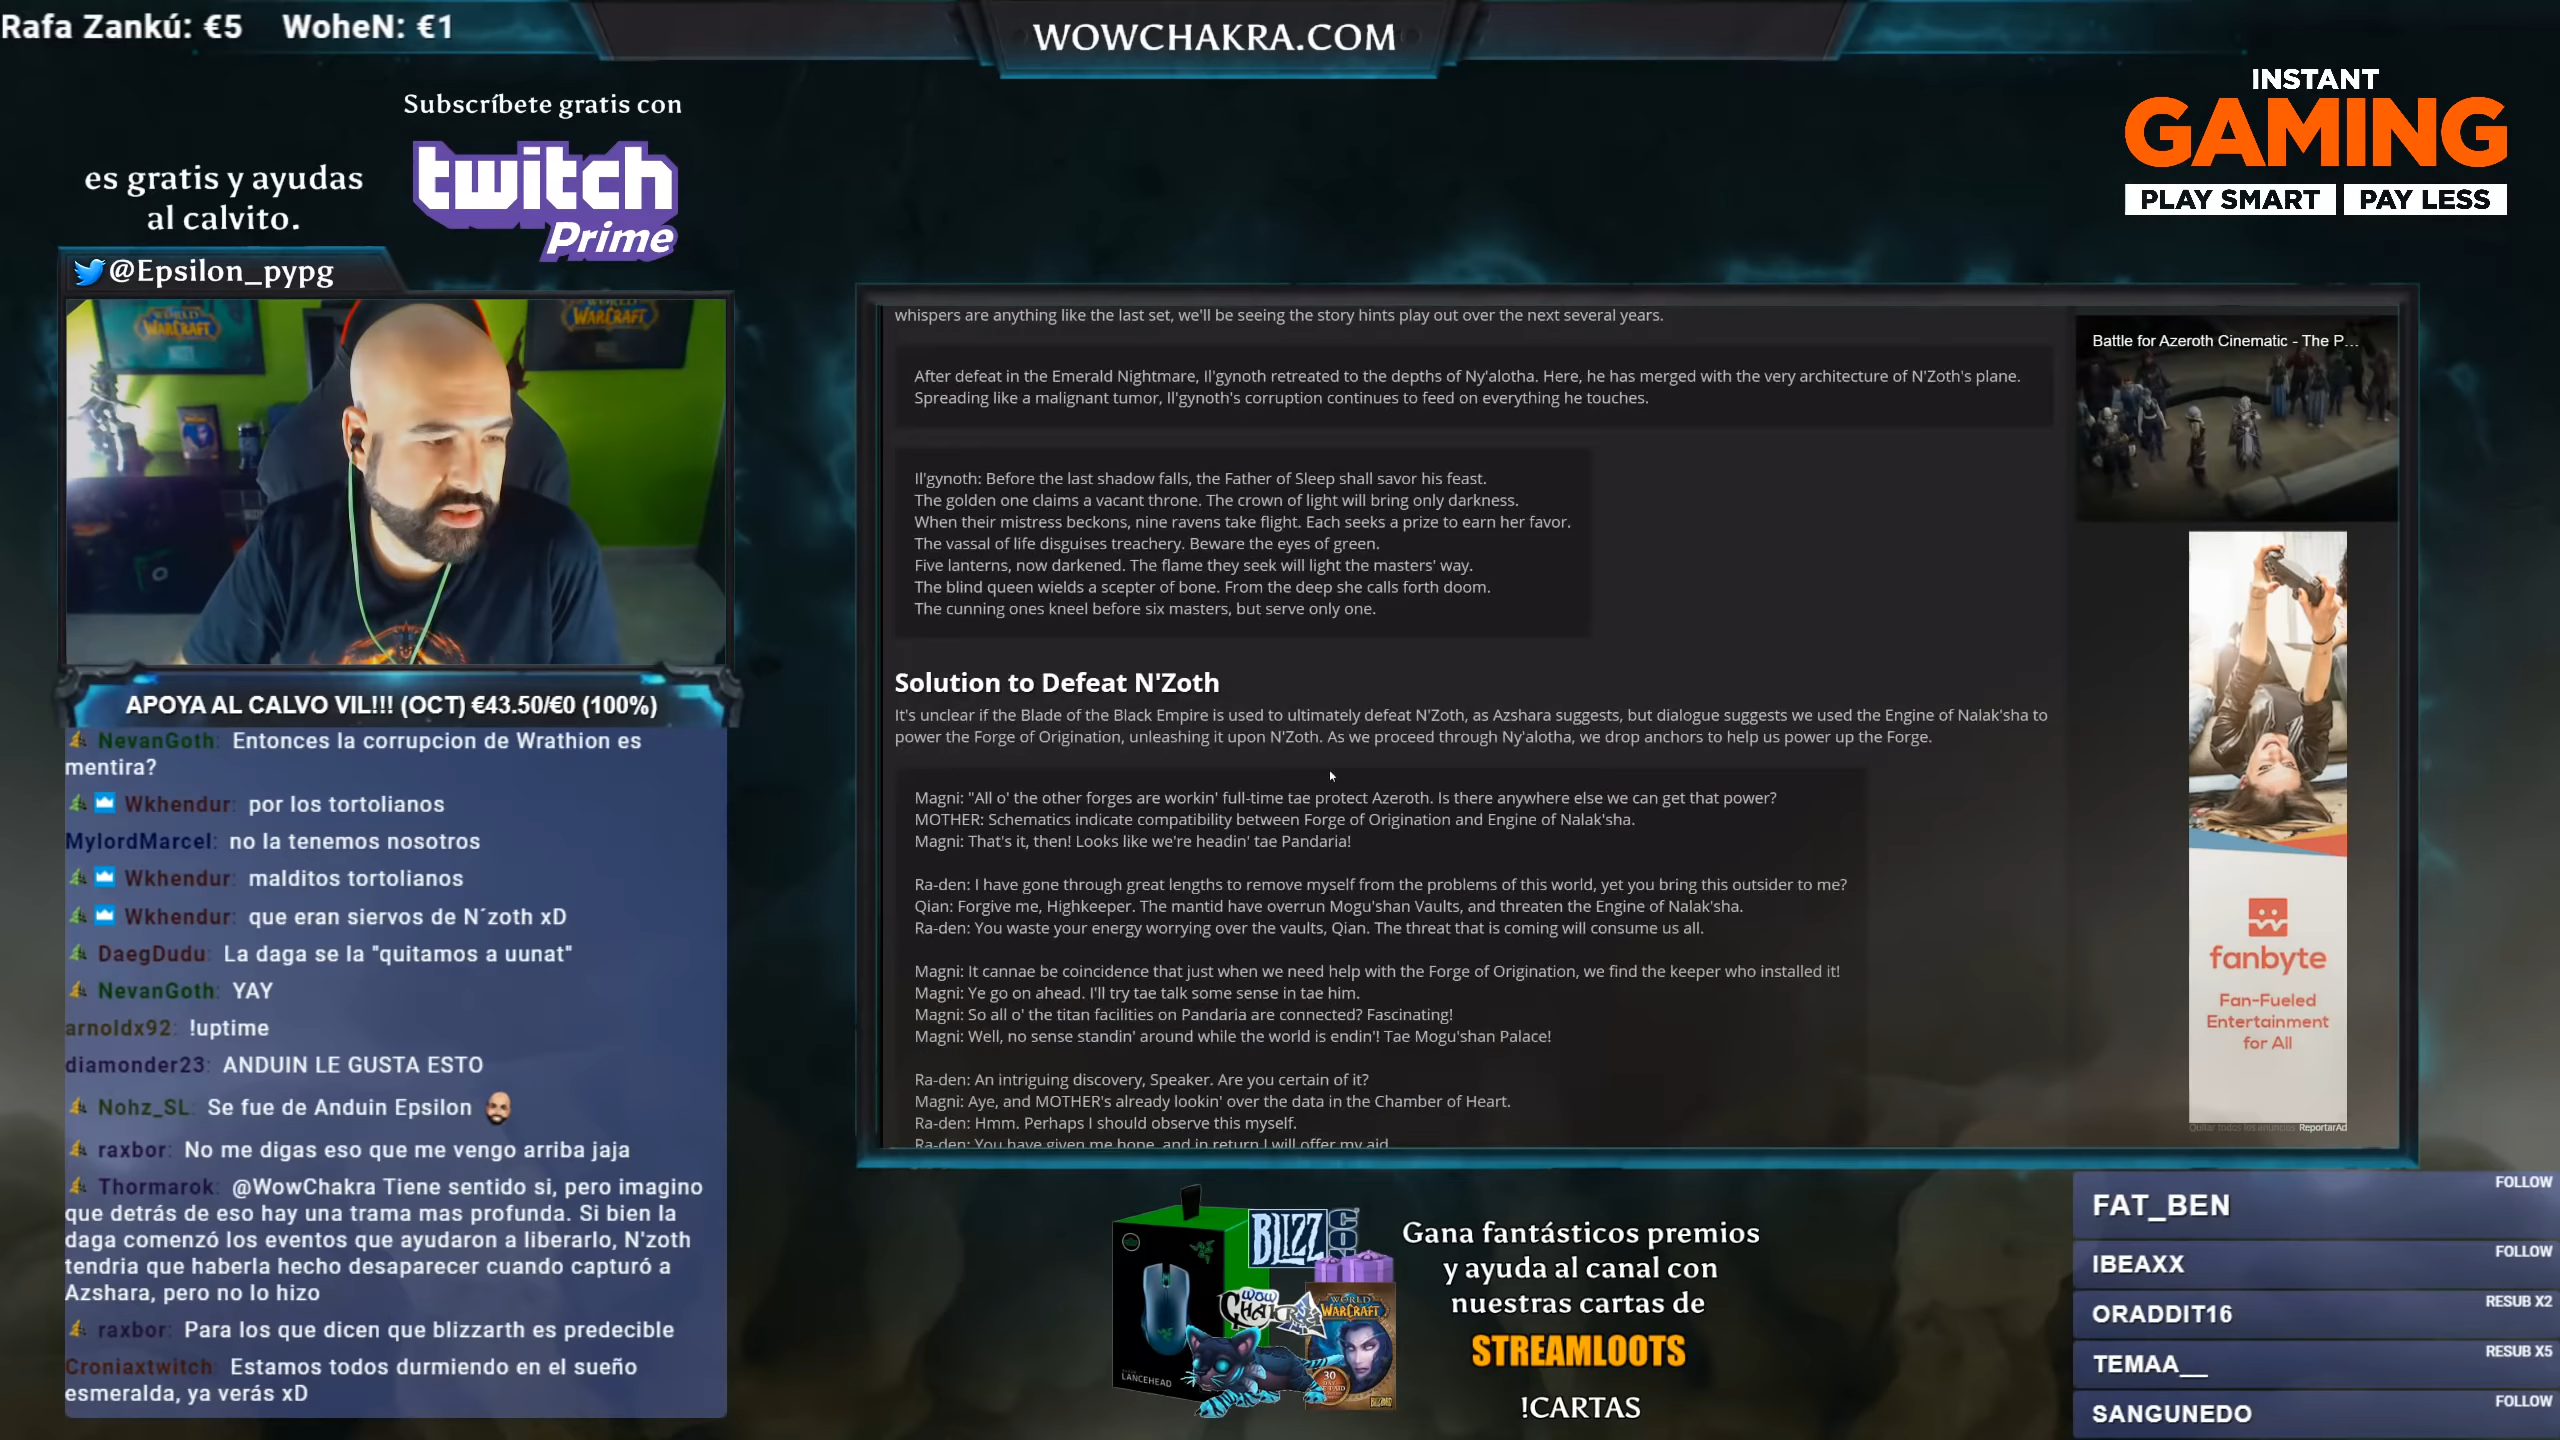 Rafa Zankú: €5 WoheN: €1
WOWCHAKRA.COM
Subscríbete gratis con
twitch
Prime
es gratis y ayudas
al calvito.
INSTANT
GAMING
PLAY SMART PAY LESS
@Epsilon_pypg
WORLD
WARCRAFT
WORLD
WARCRAFT
APOYA AL CALVO VIL!!! (OCT) €43.50/€0 (100%)
NevanGoth: Entonces la corrupcion de Wrathion es
mentira?
Wkhendur: por los tortolianos
MylordMarcel: no la tenemos nosotros
Wkhendur: malditos tortolianos
Wkhendur: que eran siervos de N´zoth xD
DaegDudu: La daga se la "quitamos a uunat"
NevanGoth: YAY
arnoldx92: !uptime
diamonder23: ANDUIN LE GUSTA ESTO
Nohz_SL: Se fue de Anduin Epsilon
raxbor: No me digas eso que me vengo arriba jaja
Thormarok: @WowChakra Tiene sentido si, pero imagino
que detrás de eso hay una trama mas profunda. Si bien la
daga comenzó los eventos que ayudaron a liberarlo, N'zoth
tendria que haberla hecho desaparecer cuando capturó a
Azshara, pero no lo hizo
raxbor: Para los que dicen que blizzarth es predecible
Croniaxtwitch: Estamos todos durmiendo en el sueño
esmeralda, ya verás xD
whispers are anything like the last set, we'll be seeing the story hints play out over the next several years.
After defeat in the Emerald Nightmare, Il'gynoth retreated to the depths of Ny'alotha. Here, he has merged with the very architecture of N'Zoth's plane.
Spreading like a malignant tumor, Il'gynoth's corruption continues to feed on everything he touches.
Il'gynoth: Before the last shadow falls, the Father of Sleep shall savor his feast.
The golden one claims a vacant throne. The crown of light will bring only darkness.
When their mistress beckons, nine ravens take flight. Each seeks a prize to earn her favor.
The vassal of life disguises treachery. Beware the eyes of green.
Five lanterns, now darkened. The flame they seek will light the masters' way.
The blind queen wields a scepter of bone. From the deep she calls forth doom.
The cunning ones kneel before six masters, but serve only one.
Solution to Defeat N'Zoth
It's unclear if the Blade of the Black Empire is used to ultimately defeat N'Zoth, as Azshara suggests, but dialogue suggests we used the Engine of Nalak'sha to
power the Forge of Origination, unleashing it upon N'Zoth. As we proceed through Ny'alotha, we drop anchors to help us power up the Forge.
Magni: "All o' the other forges are workin' full-time tae protect Azeroth. Is there anywhere else we can get that power?
MOTHER: Schematics indicate compatibility between Forge of Origination and Engine of Nalak'sha.
Magni: That's it, then! Looks like we're headin' tae Pandaria!
Ra-den: I have gone through great lengths to remove myself from the problems of this world, yet you bring this outsider to me?
Qian: Forgive me, Highkeeper. The mantid have overrun Mogu'shan Vaults, and threaten the Engine of Nalak'sha.
Ra-den: You waste your energy worrying over the vaults, Qian. The threat that is coming will consume us all.
Magni: It cannae be coincidence that just when we need help with the Forge of Origination, we find the keeper who installed it!
Magni: Ye go on ahead. I'll try tae talk some sense in tae him.
Magni: So all o' the titan facilities on Pandaria are connected? Fascinating!
Magni: Well, no sense standin' around while the world is endin'! Tae Mogu'shan Palace!
Ra-den: An intriguing discovery, Speaker. Are you certain of it?
Magni: Aye, and MOTHER's already lookin' over the data in the Chamber of Heart.
Ra-den: Hmm. Perhaps I should observe this myself.
Ra-den: You have given me hope, and in return I will offer my aid.
Battle for Azeroth Cinematic - The P...
fanbyte
Fan-Fueled
Entertainment
for All
Quitar todos los anuncios ReportarAd
BLIZZ
CON
WOW
CHAKRA
WORLD
WARCRAFT
30
LANCEHEAD
Gana fantásticos premios
y ayuda al canal con
nuestras cartas de
STREAMLOOTS
!CARTAS
FOLLOW
FAT_BEN
FOLLOW
IBEAXX
RESUB X2
ORADDIT16
RESUB X5
TEMAA__
FOLLOW
SANGUNEDO